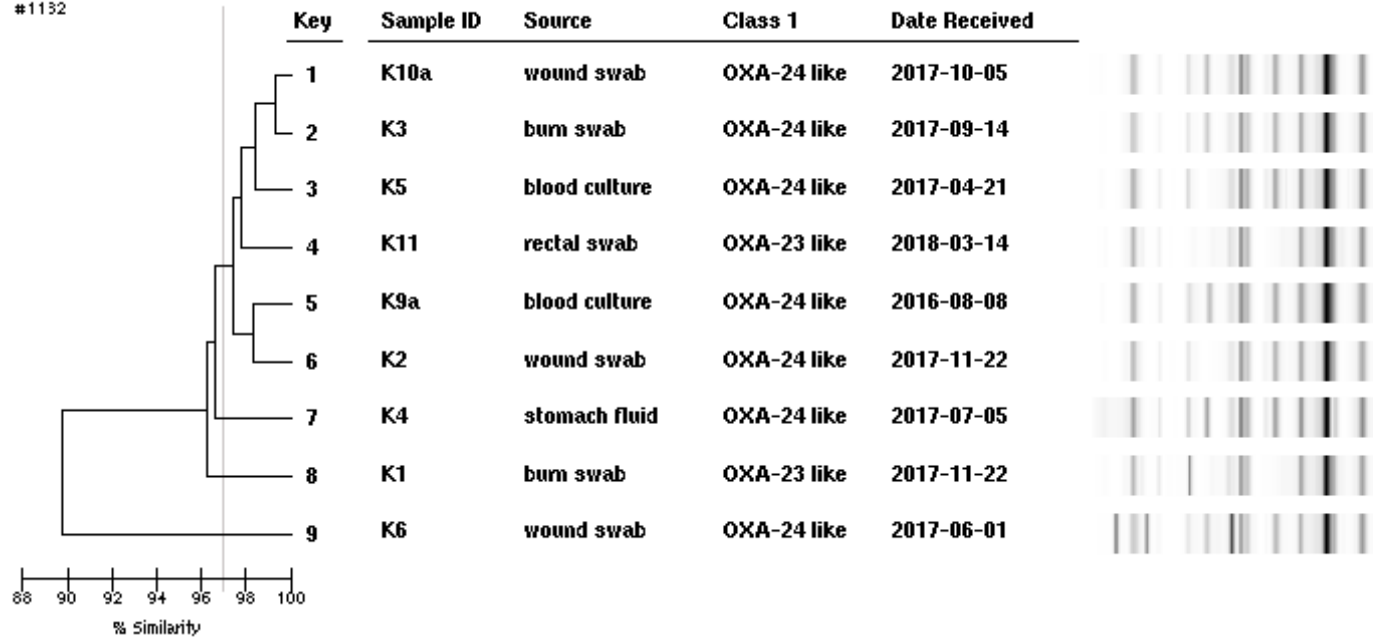 #1132
Key Sample ID Source Class 1 Date Received
1 K10a wound swab OXA-24 like 2017-10-05
2 K3 burn swab OXA-24 like 2017-09-14
3 K5 blood culture OXA-24 like 2017-04-21
4 K11 rectal swab OXA-23 like 2018-03-14
5 K9a blood culture OXA-24 like 2016-08-08
6 K2 wound swab OXA-24 like 2017-11-22
7 K4 stomach fluid OXA-24 like 2017-07-05
8 K1 burn swab OXA-23 like 2017-11-22
9 K6 wound swab OXA-24 like 2017-06-01
88 90 92 94 96 98 100
% Similarity